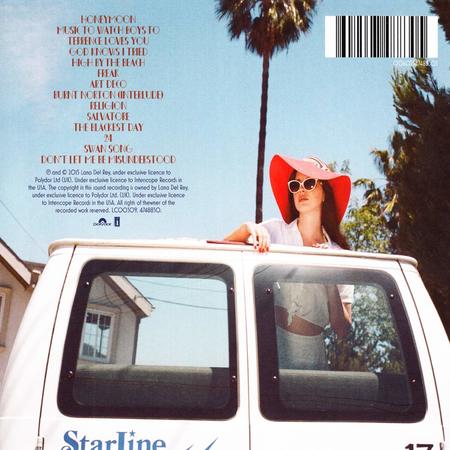 HONEYMOON
MUSIC TO WATCH BOYS TO
TERRENCE LOVES YOU
GOD KNOWS I TRIED
HIGH BY THE BEACH
FREAK
ART DECO
BURNT NORTON (INTERLUDE)
RELIGION
SALVATORE
THE BLACKEST DAY
24
SWAN SONG
DON'T LET ME BE MISUNDERSTOOD
℗ and © 2015 Lana Del Rey, under exclusive licence to
Polydor Ltd (UK). Under exclusive licence to Interscope Records in
the USA. The copyright in this sound recording is owned by Lana Del Rey,
under exclusive licence to Polydor Ltd. (UK). Under exclusive licence
to Interscope Records in the USA. All rights of the
recorded work reserved. LC00309. 4748850.
StarLine
17